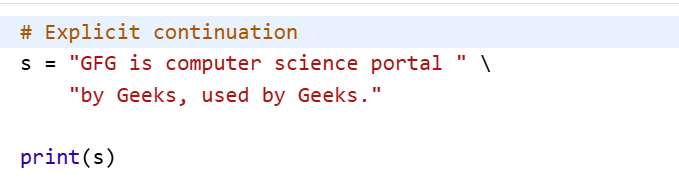 # Explicit continuation
s = "GFG is computer science portal " \
    "by Geeks, used by Geeks."

print(s)